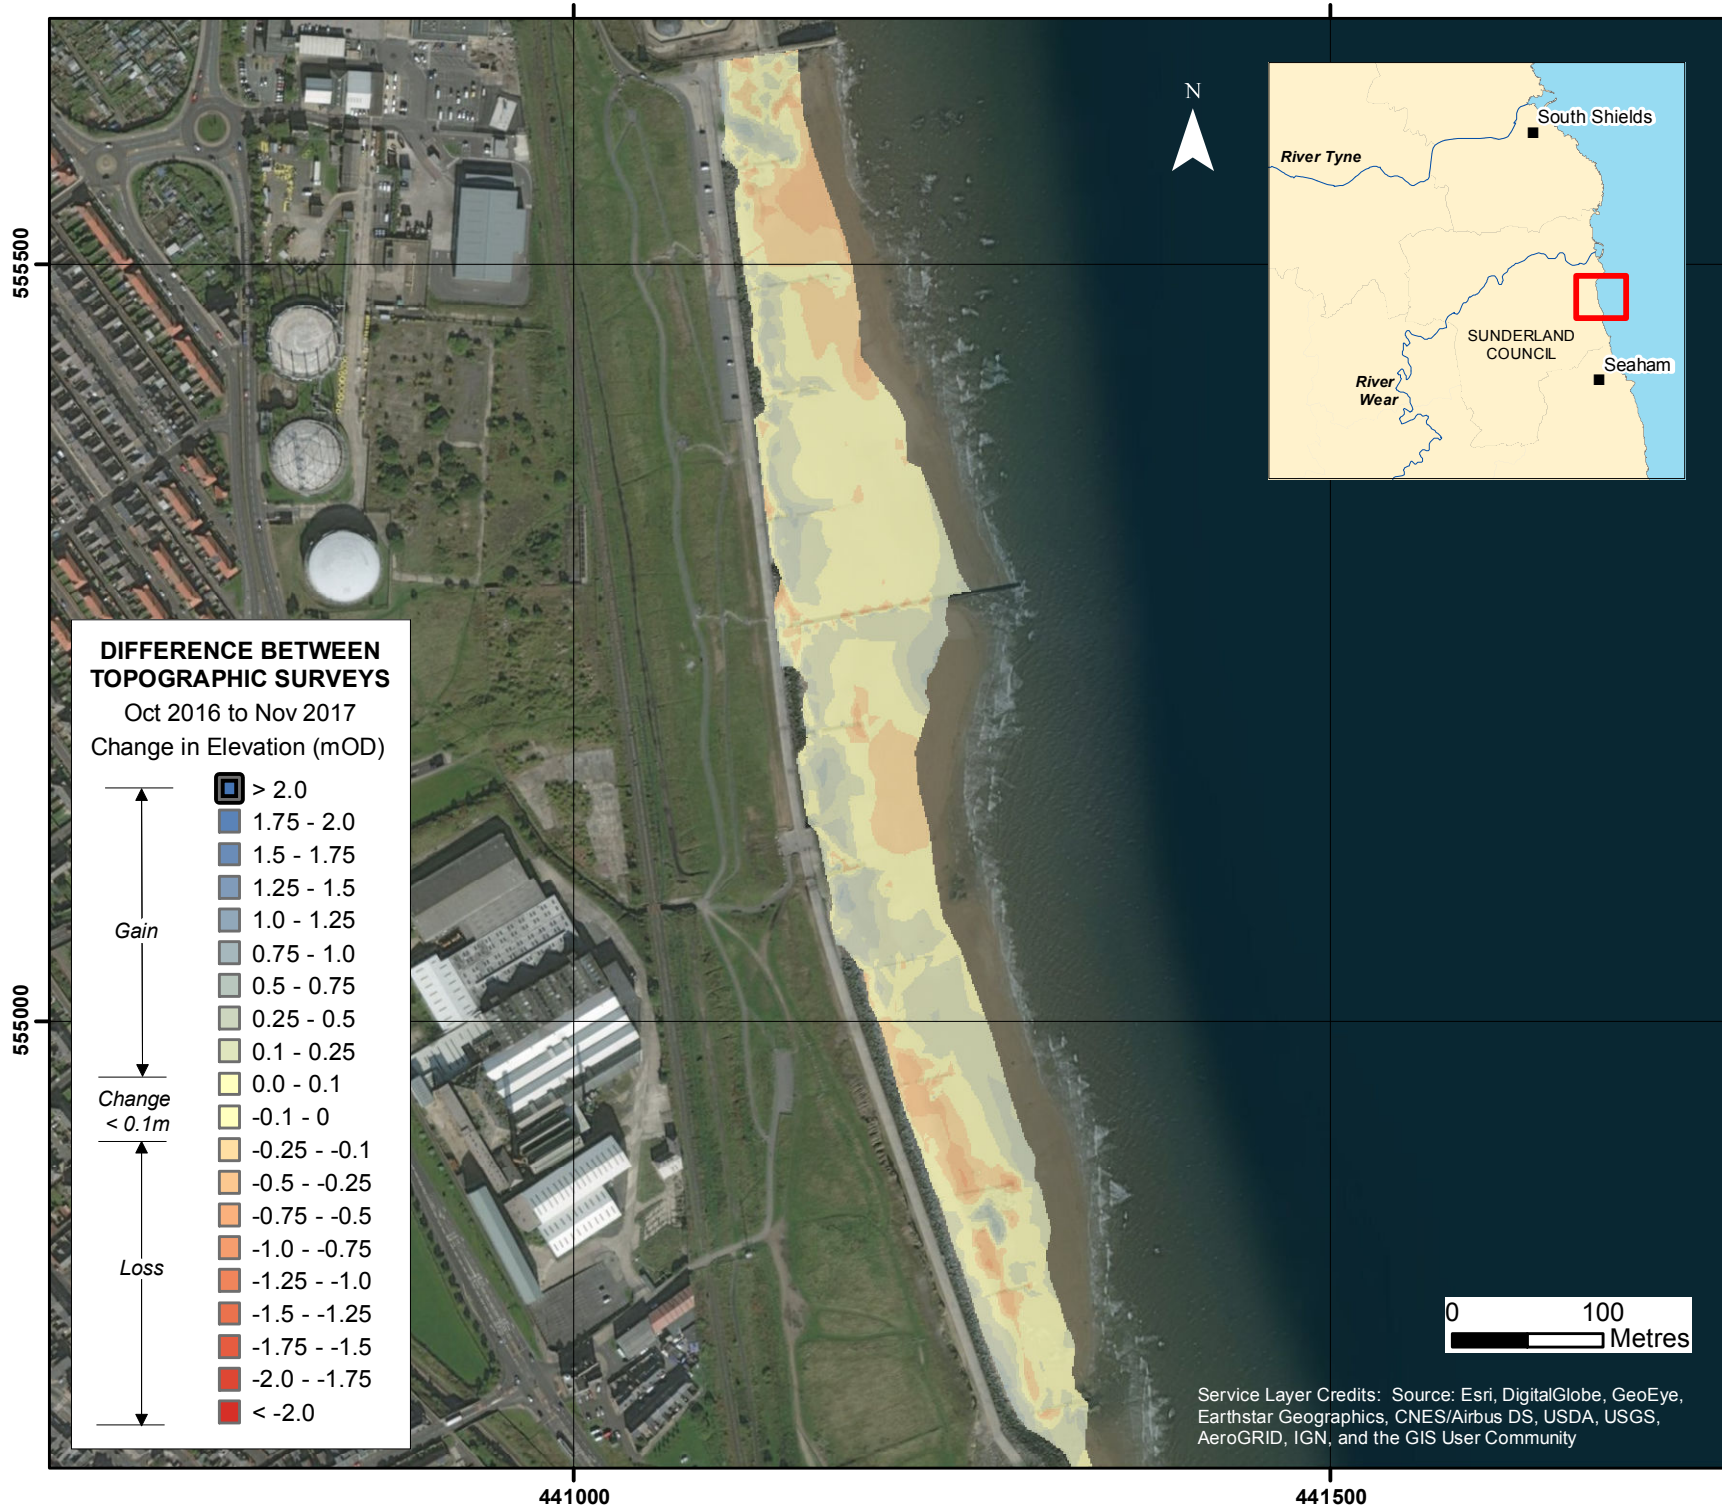 N
South Shields
River Tyne
SUNDERLAND
COUNCIL
Seaham
River
Wear
555500
555000
441000
441500
DIFFERENCE BETWEEN
TOPOGRAPHIC SURVEYS
Oct 2016 to Nov 2017
Change in Elevation (mOD)
Gain
Change
< 0.1m
Loss
> 2.0
1.75 - 2.0
1.5 - 1.75
1.25 - 1.5
1.0 - 1.25
0.75 - 1.0
0.5 - 0.75
0.25 - 0.5
0.1 - 0.25
0.0 - 0.1
-0.1 - 0
-0.25 - -0.1
-0.5 - -0.25
-0.75 - -0.5
-1.0 - -0.75
-1.25 - -1.0
-1.5 - -1.25
-1.75 - -1.5
-2.0 - -1.75
< -2.0
0 100
Metres
Service Layer Credits: Source: Esri, DigitalGlobe, GeoEye,
Earthstar Geographics, CNES/Airbus DS, USDA, USGS,
AeroGRID, IGN, and the GIS User Community